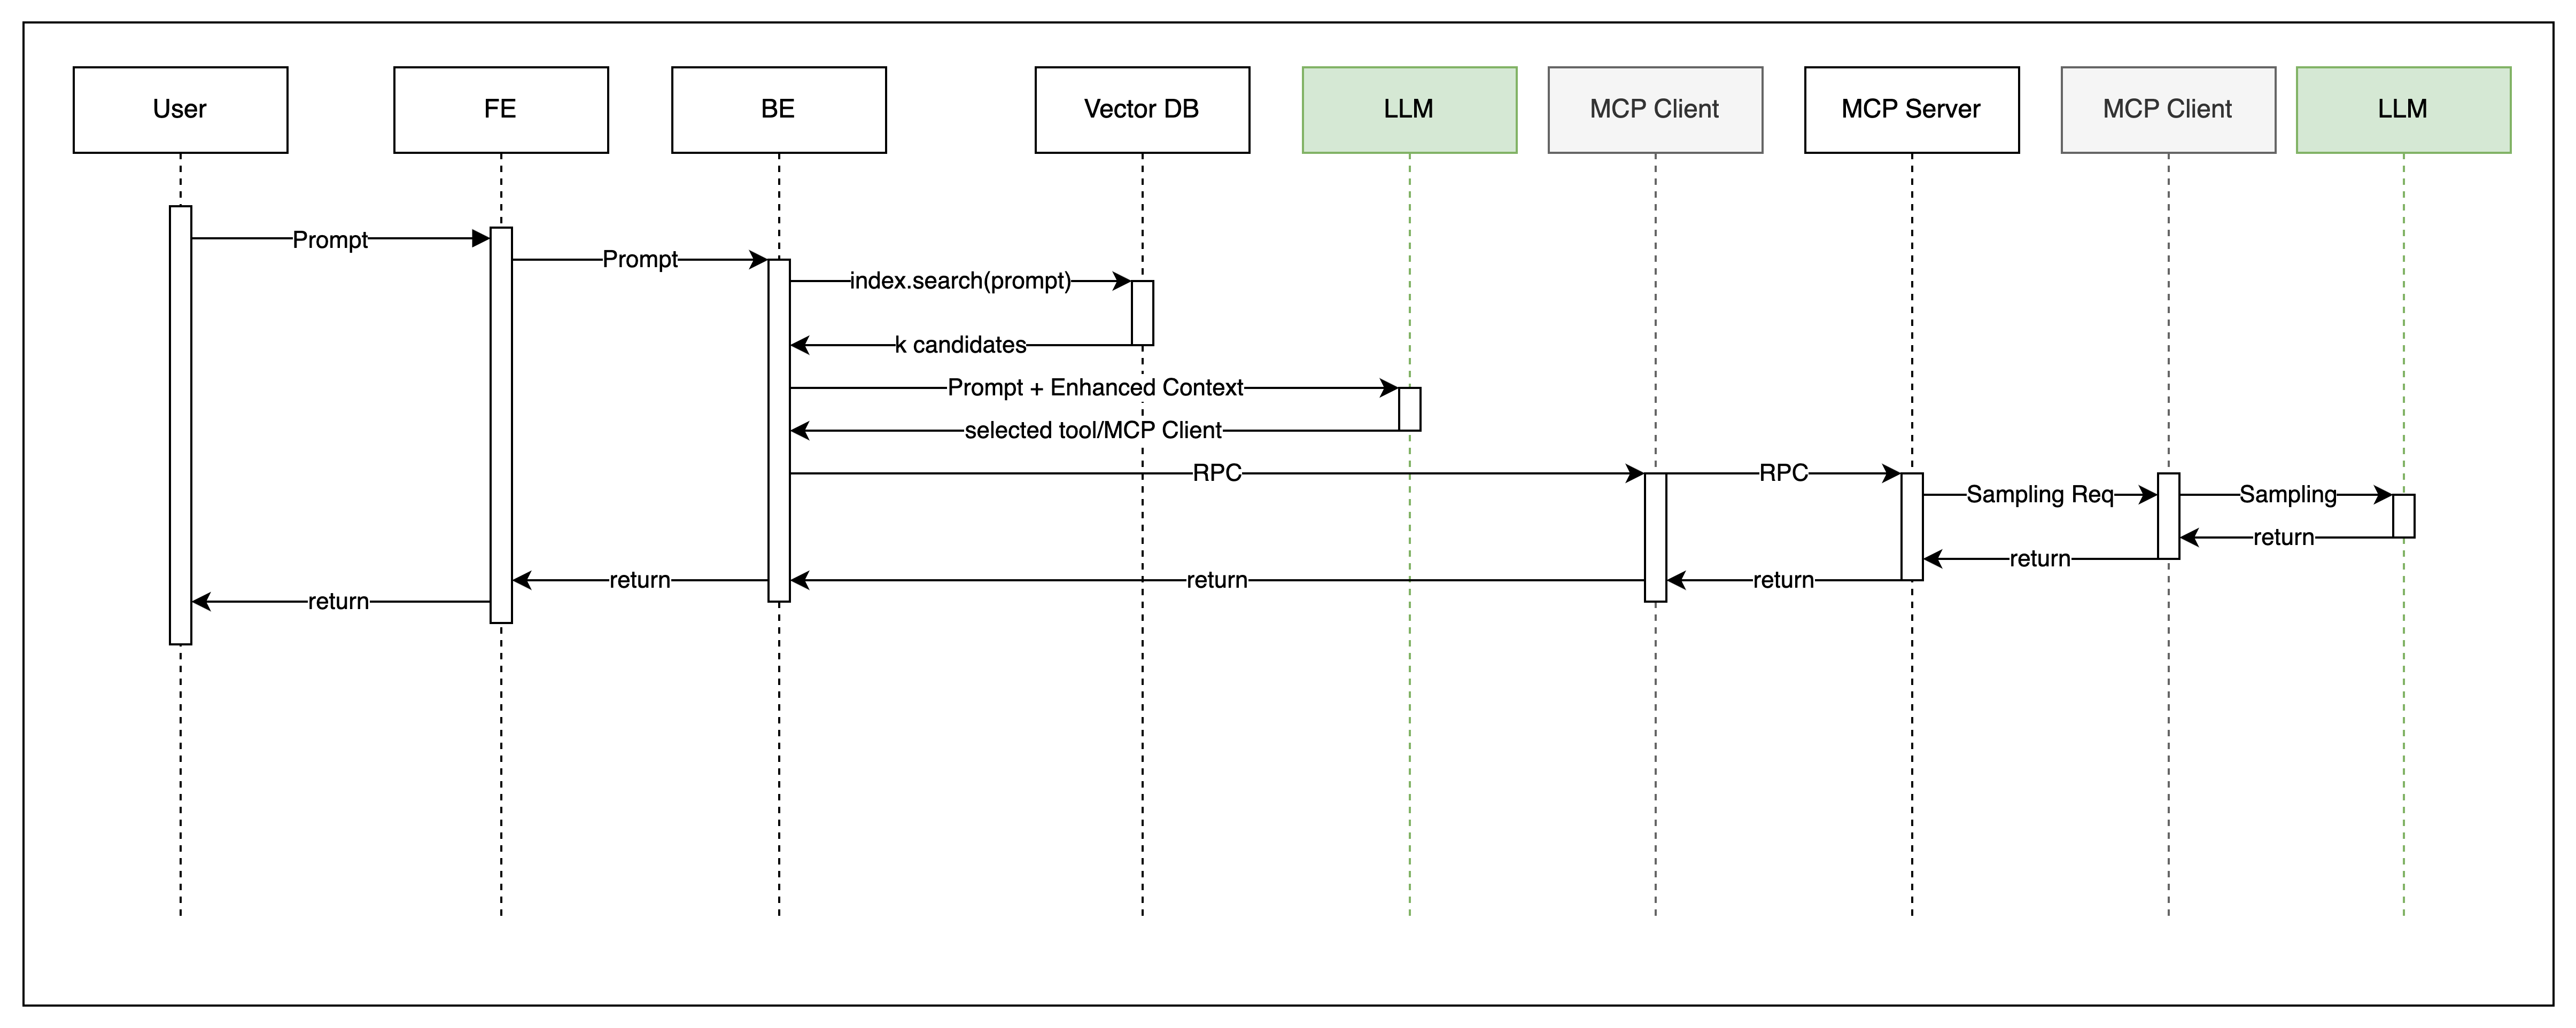 User
FE
BE
Vector DB
LLM
MCP Client
MCP Server
MCP Client
LLM
Prompt
Prompt
index.search(prompt)
k candidates
Prompt + Enhanced Context
selected tool/MCP Client
RPC
RPC
Sampling Req
Sampling
return
return
return
return
return
return